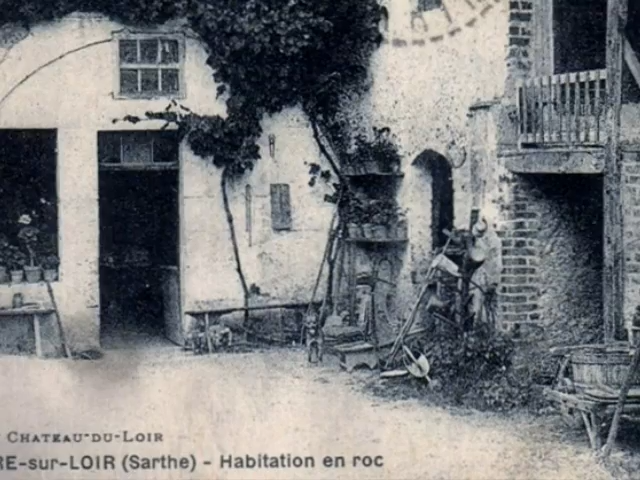 CHATEAU-DU-LOIR
RE-sur-LOIR (Sarthe) - Habitation en roc